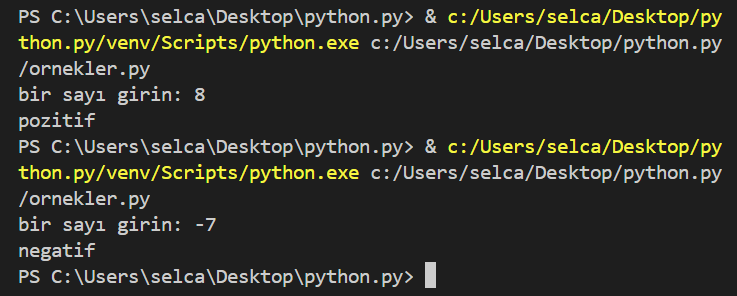 PS C:\Users\selca\Desktop\python.py> & c:/Users/selca/Desktop/py
thon.py/venv/Scripts/python.exe c:/Users/selca/Desktop/python.py
/ornekler.py
bir sayı girin: 8
pozitif
PS C:\Users\selca\Desktop\python.py> & c:/Users/selca/Desktop/py
thon.py/venv/Scripts/python.exe c:/Users/selca/Desktop/python.py
/ornekler.py
bir sayı girin: -7
negatif
PS C:\Users\selca\Desktop\python.py>